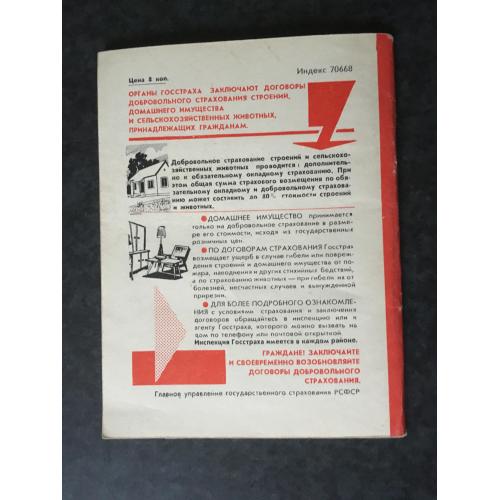 Цена 8 коп.
Индекс 70668
ОРГАНЫ ГОССТРАХА ЗАКЛЮЧАЮТ ДОГОВОРЫ
ДОБРОВОЛЬНОГО СТРАХОВАНИЯ СТРОЕНИЙ,
ДОМАШНЕГО ИМУЩЕСТВА
И СЕЛЬСКОХОЗЯЙСТВЕННЫХ ЖИВОТНЫХ,
ПРИНАДЛЕЖАЩИХ ГРАЖДАНАМ.
Добровольное страхование строений и сельскохо-
зяйственных животных проводится дополнитель-
но к обязательному окладному страхованию. При
этом общая сумма страхового возмещения по обя-
зательному окладному и добровольному страхова-
нию может составить до 80% стоимости строений
и животных.
● ДОМАШНЕЕ ИМУЩЕСТВО принимается
только на добровольное страхование в разме-
ре его стоимости, исходя из государственных
розничных цен.
● ПО ДОГОВОРАМ СТРАХОВАНИЯ Госстрах
возмещает ущерб в случае гибели или повреж-
дения строений и домашнего имущества от по-
жара, наводнения и других стихийных бедствий,
а по страхованию животных — при гибели их от
болезней, несчастных случаев и вынужденной
прирезки.
● ДЛЯ БОЛЕЕ ПОДРОБНОГО ОЗНАКОМЛЕ-
НИЯ с условиями страхования и заключения
договоров обращайтесь в инспекцию или к
агенту Госстраха, которого можно вызвать на
дом по телефону или почтовой открыткой.
Инспекция Госстраха имеется в каждом районе.
ГРАЖДАНЕ! ЗАКЛЮЧАЙТЕ
И СВОЕВРЕМЕННО ВОЗОБНОВЛЯЙТЕ
ДОГОВОРЫ ДОБРОВОЛЬНОГО
СТРАХОВАНИЯ.
Главное управление государственного страхования РСФСР